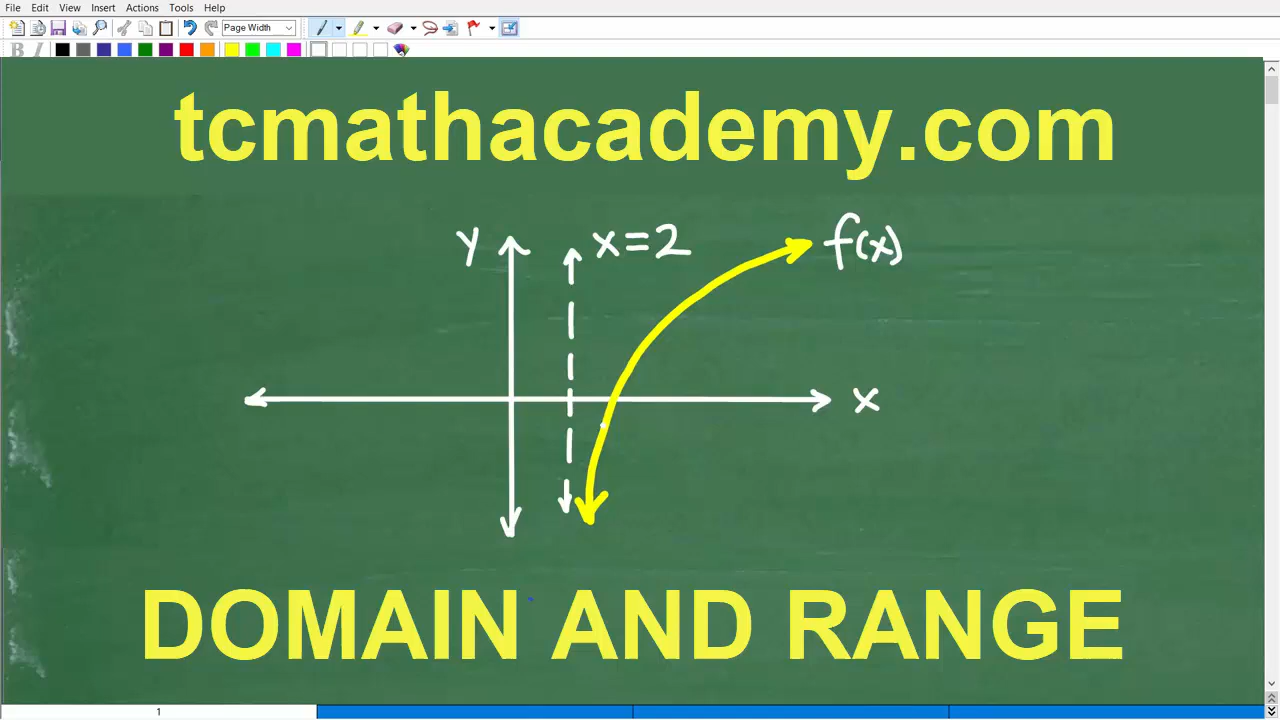 File Edit View Insert Actions Tools Help
Page Width
B I
tcmathacademy.com
y x=2 f(x)
x
DOMAIN AND RANGE
1